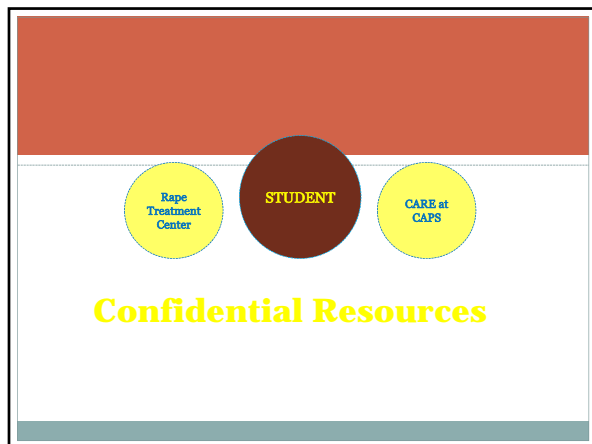 Rape
Treatment
Center
STUDENT
CARE at
CAPS
Confidential Resources